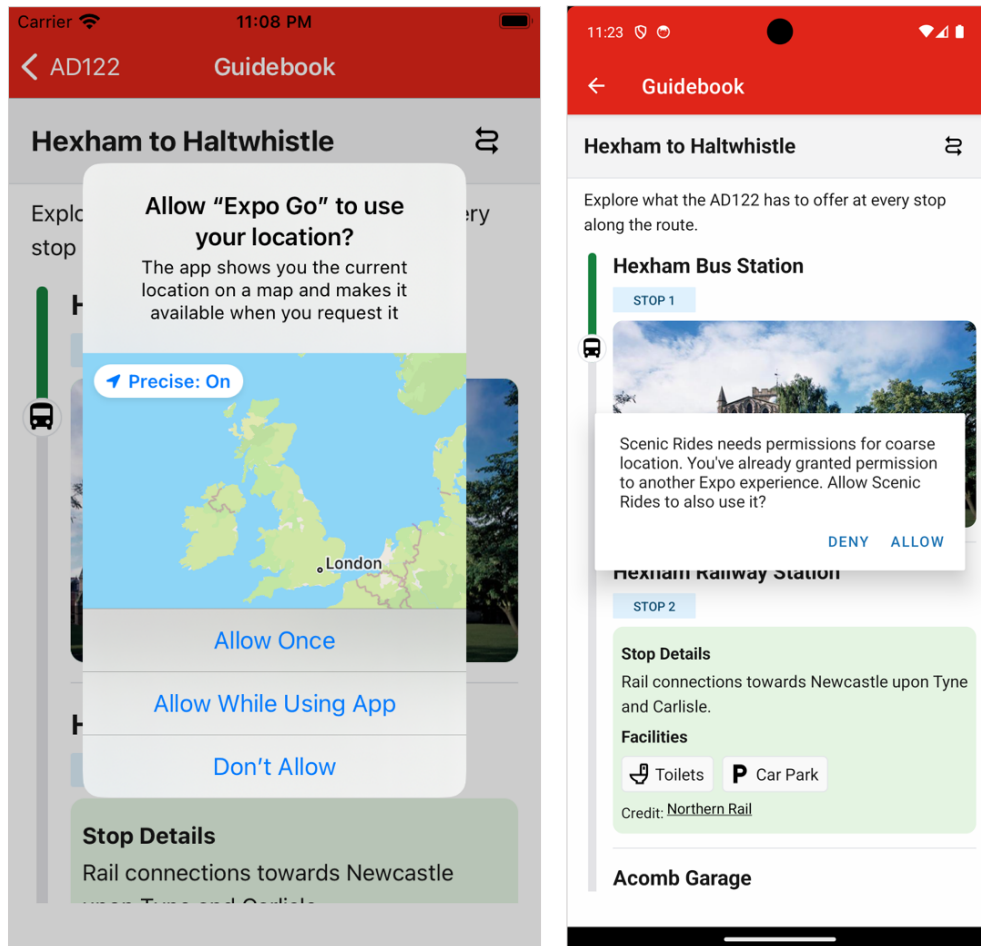 Carrier 11:08 PM
AD122 Guidebook
Hexham to Haltwhistle
Allow “Expo Go” to use
your location?
The app shows you the current
location on a map and makes it
available when you request it
Precise: On
London
Allow Once
Allow While Using App
Don’t Allow
Stop Details
Rail connections towards Newcastle
11:23
Guidebook
Hexham to Haltwhistle
Explore what the AD122 has to offer at every stop
along the route.
Hexham Bus Station
STOP 1
Scenic Rides needs permissions for coarse
location. You've already granted permission
to another Expo experience. Allow Scenic
Rides to also use it?
DENY ALLOW
Hexham Railway Station
STOP 2
Stop Details
Rail connections towards Newcastle upon Tyne
and Carlisle.
Facilities
Toilets P Car Park
Credit: Northern Rail
Acomb Garage